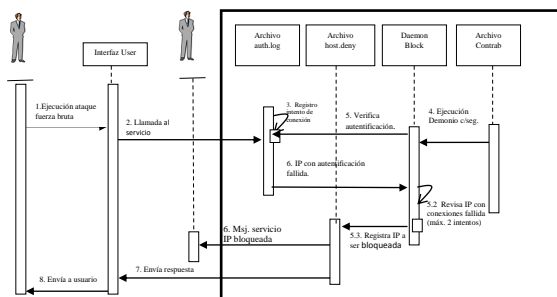 Interfaz User
Archivo
auth.log
Archivo
host.deny
Daemon
Block
Archivo
Contrab
1.Ejecución ataque
fuerza bruta
2. Llamada al
servicio
3. Registro
intento de
conexión
5. Verifica
autentificación.
4. Ejecución
Demonio c/seg.
6. IP con autentificación
fallida.
5.2 Revisa IP con
conexiones fallida
(máx. 2 intentos)
5.3. Registra IP a
ser bloqueada
6. Msj. servicio
IP bloqueada
7. Envía respuesta
8. Envía a usuario